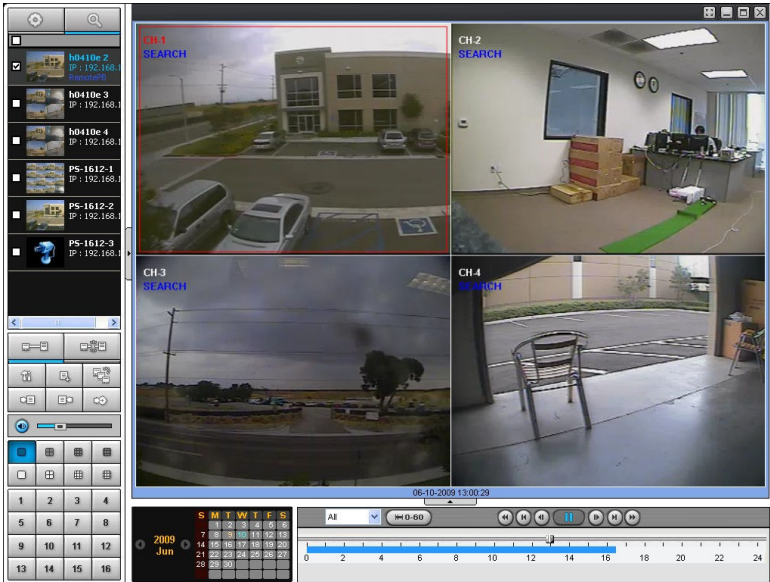 h0410e 2
IP : 192.168.1
RemotePB
h0410e 3
IP : 192.168.1
h0410e 4
IP : 192.168.1
PS-1612-1
IP : 192.168.1
PS-1612-2
IP : 192.168.1
PS-1612-3
IP : 192.168.1
1 2 3 4
5 6 7 8
9 10 11 12
13 14 15 16
CH-1
SEARCH
CH-2
SEARCH
CH-3
SEARCH
CH-4
SEARCH
06-10-2009 13:00:29
2009
Jun
S M T W T F S
1 2 3 4 5 6
7 8 9 10 11 12 13
14 15 16 17 18 19 20
21 22 23 24 25 26 27
28 29 30
All
0-60
0 2 4 6 8 10 12 14 16 18 20 22 24